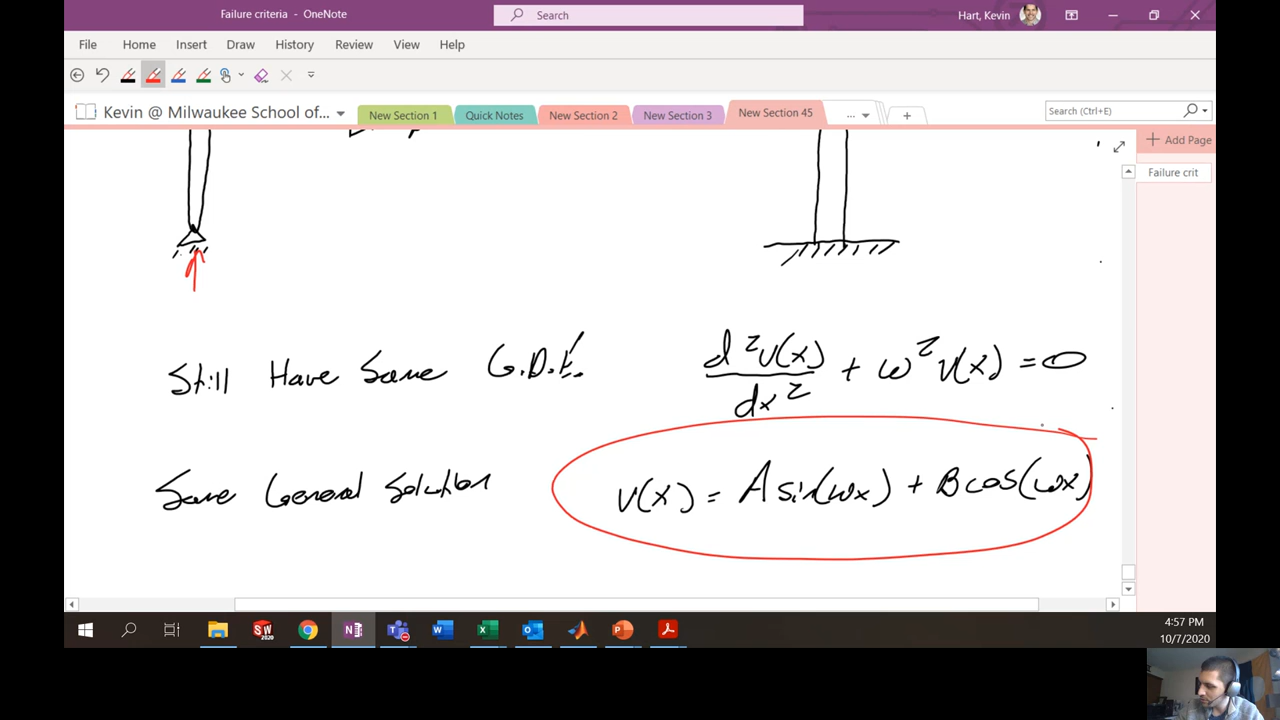 Failure criteria - OneNote
Search
Hart, Kevin
File Home Insert Draw History Review View Help
Kevin @ Milwaukee School of...
New Section 1
Quick Notes
New Section 2
New Section 3
New Section 45
...
Search (Ctrl+E)
Add Page
Failure crit
Still Have Same G.D.E!
d²v(x)/dx² + ω²v(x) = 0
Same General Solution
v(x) = A sin(ωx) + B cos(ωx)
SW
2020
4:57 PM
10/7/2020